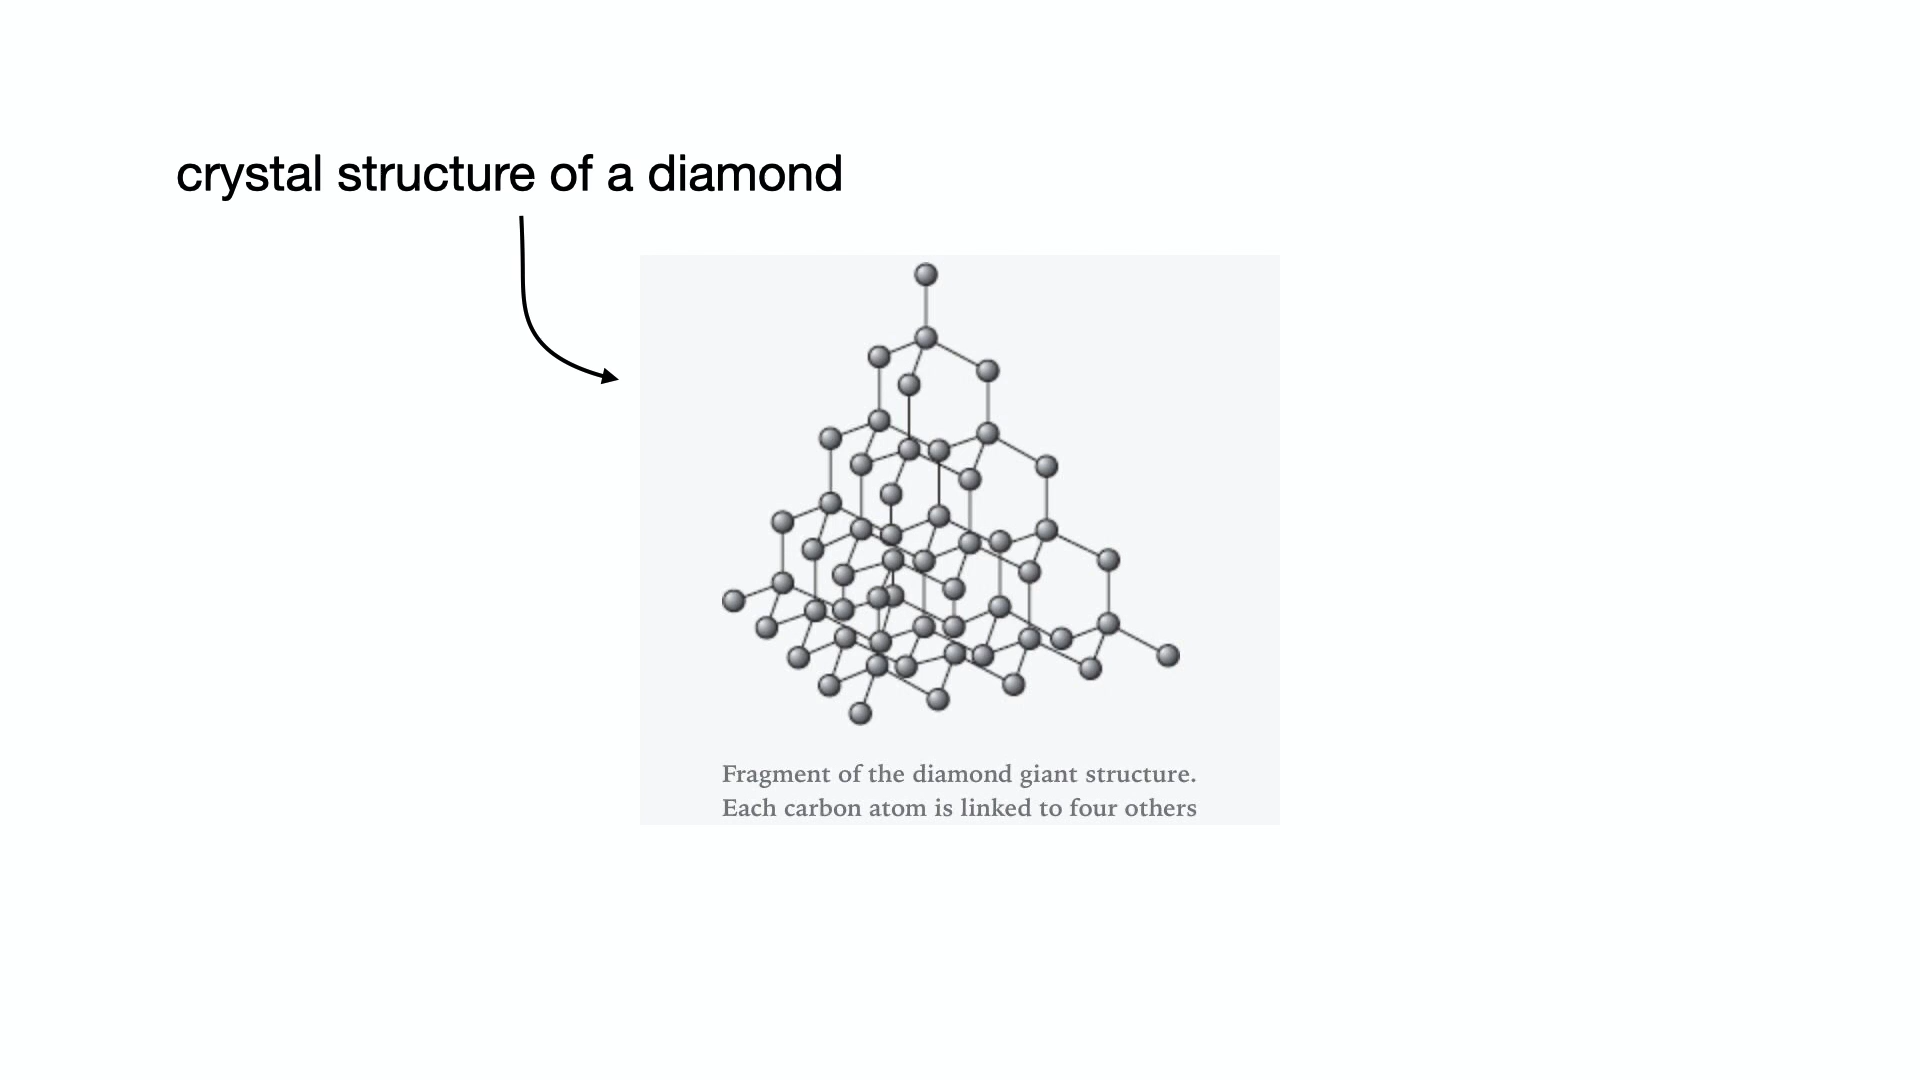 crystal structure of a diamond
Fragment of the diamond giant structure.
Each carbon atom is linked to four others